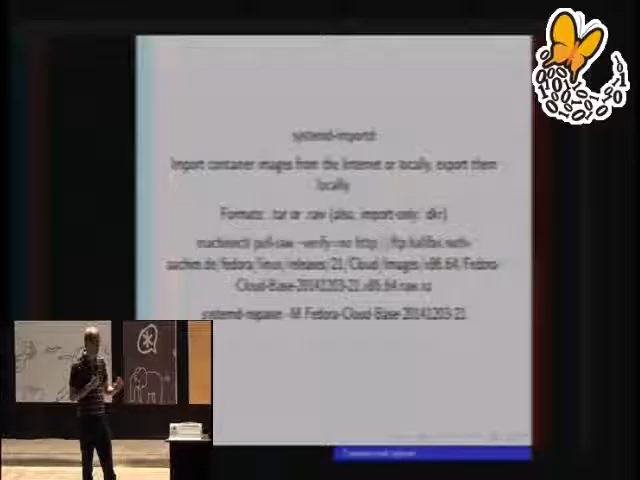 systemd-importd
Import container images from the Internet or locally, export them
locally
Formats: .tar or .raw (also, import-only: dkr)
machinectl pull-raw --verify=no http://ftp.halifax.rwth-
aachen.de/fedora/linux/releases/21/Cloud/Images/x86_64/Fedora-
Cloud-Base-20141203-21.x86_64.raw.xz
systemd-nspawn -M Fedora-Cloud-Base-20141203-21